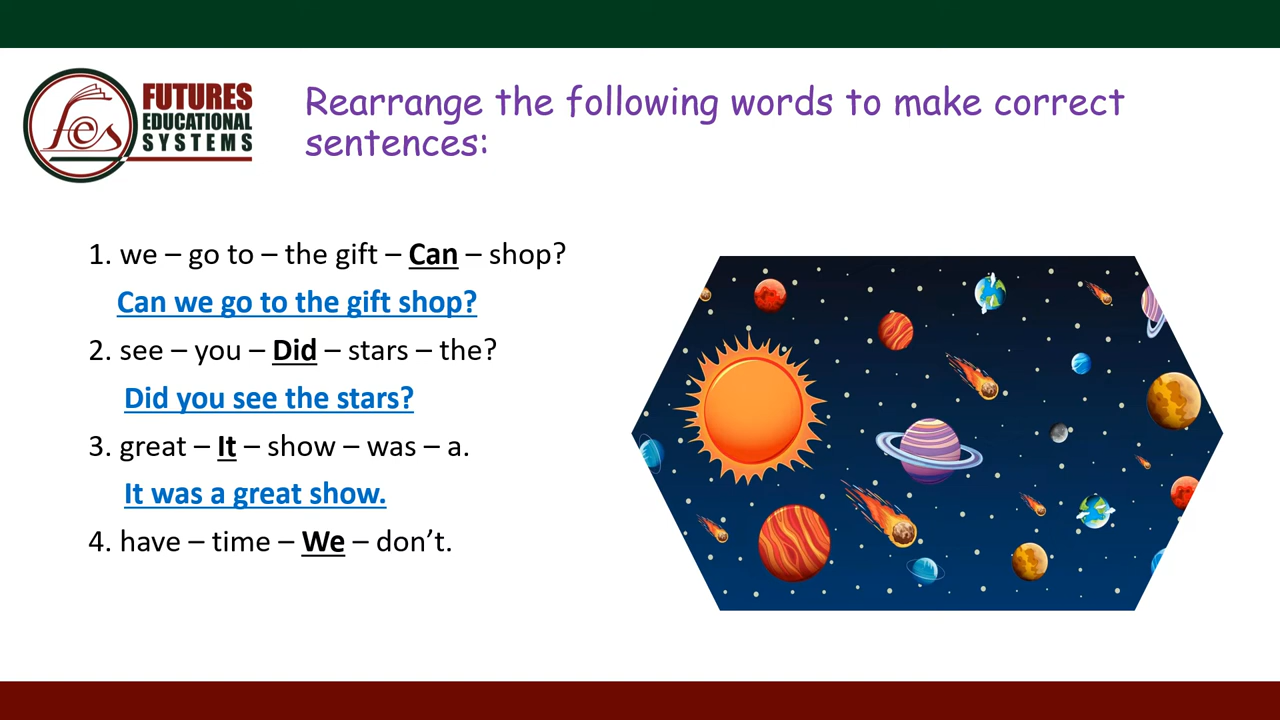 fes
FUTURES
EDUCATIONAL
SYSTEMS
Rearrange the following words to make correct
sentences:
1. we – go to – the gift – Can – shop?
Can we go to the gift shop?
2. see – you – Did – stars – the?
Did you see the stars?
3. great – It – show – was – a.
It was a great show.
4. have – time – We – don’t.